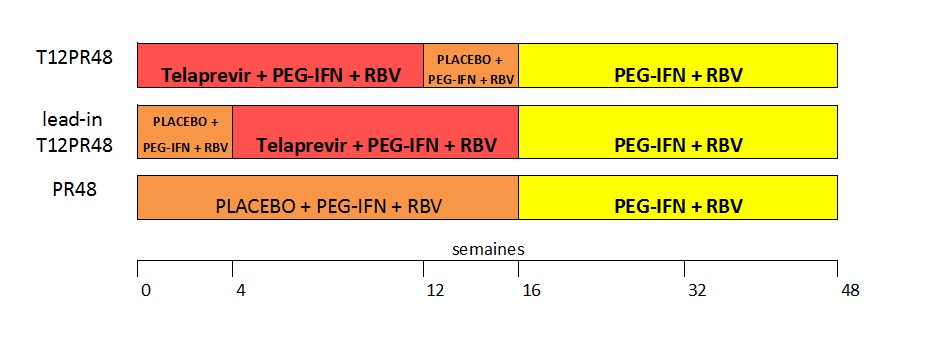 T12PR48
Telaprevir + PEG-IFN + RBV
PLACEBO +
PEG-IFN + RBV
PEG-IFN + RBV
lead-in
T12PR48
PLACEBO +
PEG-IFN + RBV
Telaprevir + PEG-IFN + RBV
PEG-IFN + RBV
PR48
PLACEBO + PEG-IFN + RBV
PEG-IFN + RBV
semaines
0 4 12 16 32 48